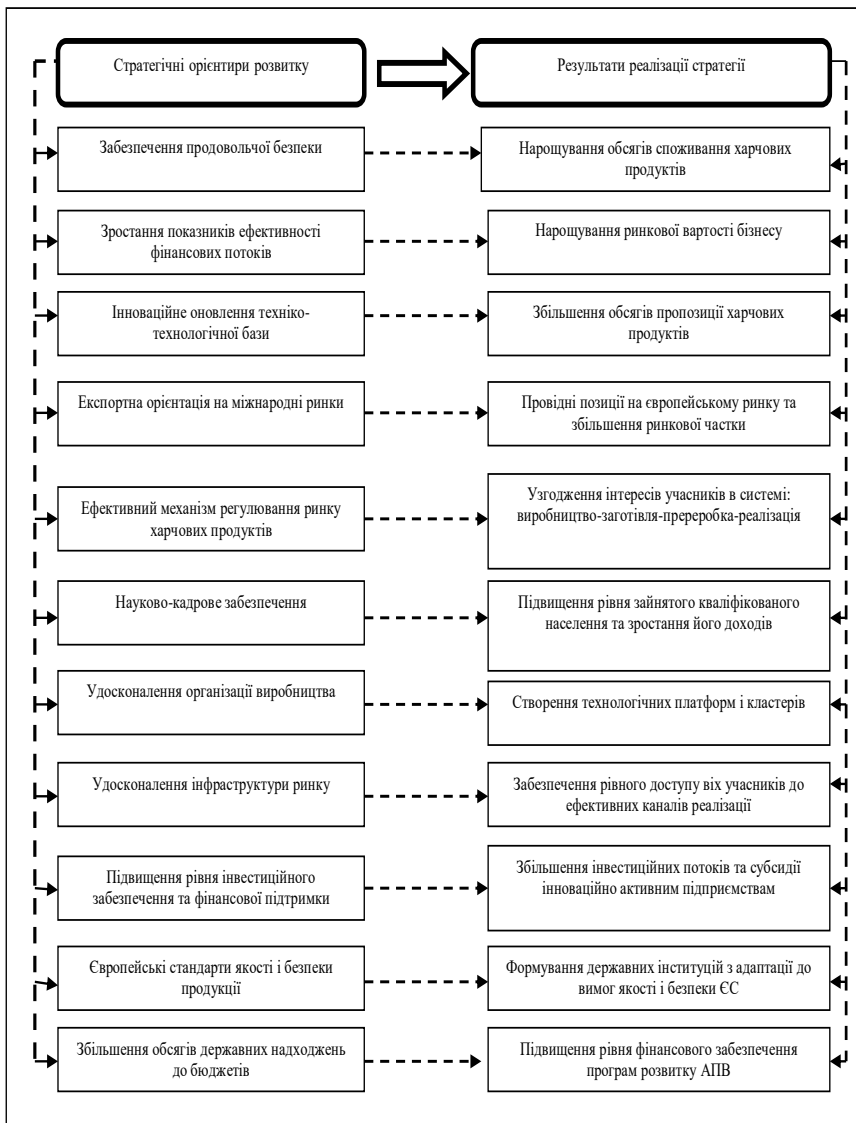 Стратегічні орієнтири розвитку
Результати реалізації стратегії
Забезпечення продовольчої безпеки
Нарощування обсягів споживання харчових
продуктів
Зростання показників ефективності
фінансових потоків
Нарощування ринкової вартості бізнесу
Інноваційне оновлення техніко-
технологічної бази
Збільшення обсягів пропозиції харчових
продуктів
Експортна орієнтація на міжнародні ринки
Провідні позиції на європейському ринку та
збільшення ринкової частки
Ефективний механізм регулювання ринку
харчових продуктів
Узгодження інтересів учасників в системі:
виробництво-заготівля-пререробка-реалізація
Науково-кадрове забезпечення
Підвищення рівня зайнятого кваліфікованого
населення та зростання його доходів
Удосконалення організації виробництва
Створення технологічних платформ і кластерів
Удосконалення інфраструктури ринку
Забезпечення рівного доступу віх учасників до
ефективних каналів реалізації
Підвищення рівня інвестиційного
забезпечення та фінансової підтримки
Збільшення інвестиційних потоків та субсидії
інноваційно активним підприємствам
Європейські стандарти якості і безпеки
продукції
Формування державних інституцій з адаптації до
вимог якості і безпеки ЄС
Збільшення обсягів державних надходжень
до бюджетів
Підвищення рівня фінансового забезпечення
програм розвитку АПВ